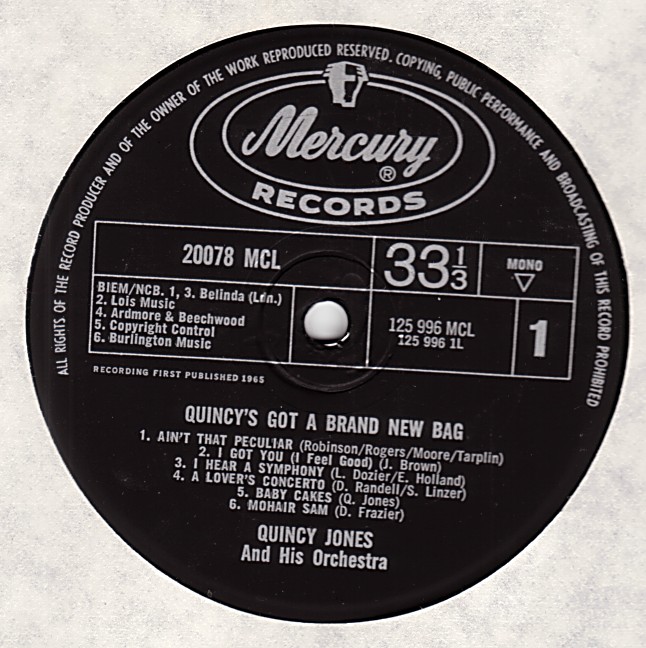 ALL RIGHTS OF THE RECORD PRODUCER AND OF THE OWNER OF THE WORK REPRODUCED RESERVED. COPYING, PUBLIC PERFORMANCE AND BROADCASTING OF THIS RECORD PROHIBITED
Mercury
®
RECORDS
20078 MCL
33 1/3
MONO
BIEM/NCB. 1, 3. Belinda (Ldn.)
2. Lois Music
4. Ardmore & Beechwood
5. Copyright Control
6. Burlington Music
125 996 MCL
125 996 1L
1
RECORDING FIRST PUBLISHED 1965
QUINCY'S GOT A BRAND NEW BAG
1. AIN'T THAT PECULIAR (Robinson/Rogers/Moore/Tarplin)
2. I GOT YOU (I Feel Good) (J. Brown)
3. I HEAR A SYMPHONY (L. Dozier/E. Holland)
4. A LOVER'S CONCERTO (D. Randell/S. Linzer)
5. BABY CAKES (Q. Jones)
6. MOHAIR SAM (D. Frazier)
QUINCY JONES
And His Orchestra